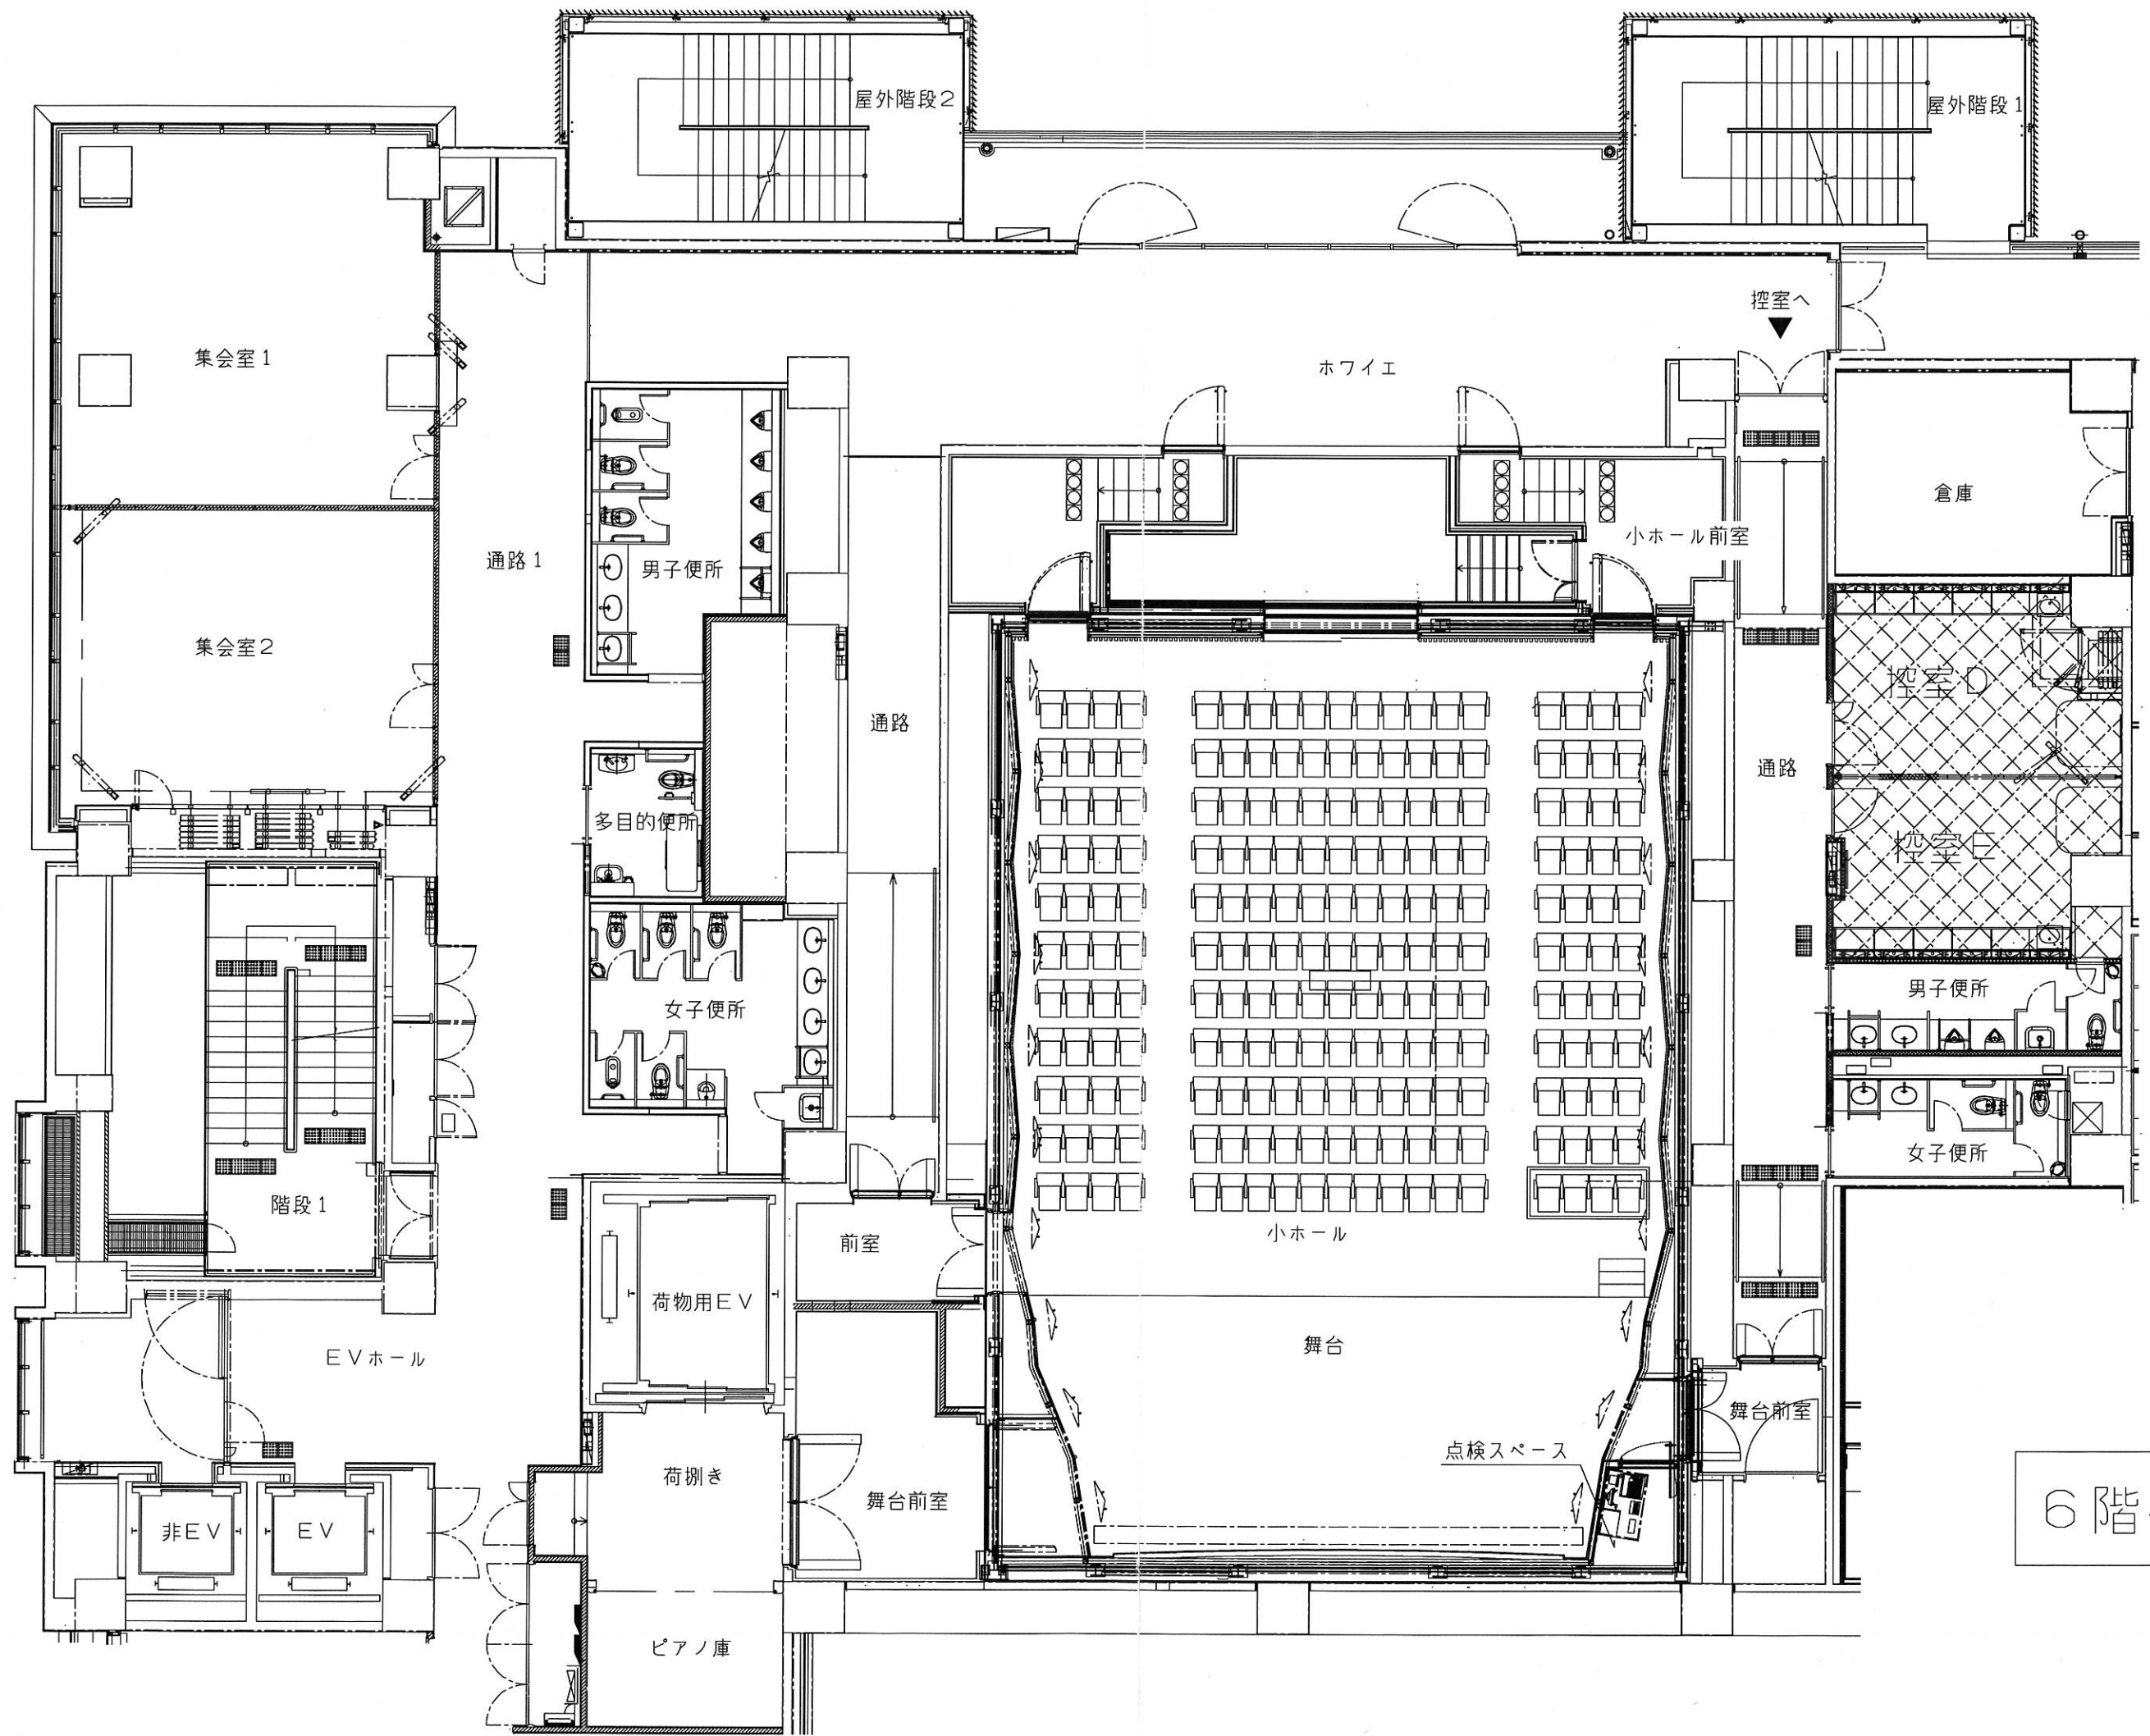 屋外階段2
屋外階段1
控室へ
集会室1
ホワイエ
倉庫
小ホール前室
通路1
男子便所
集会室2
控室D
通路
通路
多目的便所
控室E
男子便所
女子便所
女子便所
階段1
小ホール
前室
荷物用EV
舞台
EVホール
舞台前室
点検スペース
荷捌き
舞台前室
非EV
EV
6階
ピアノ庫